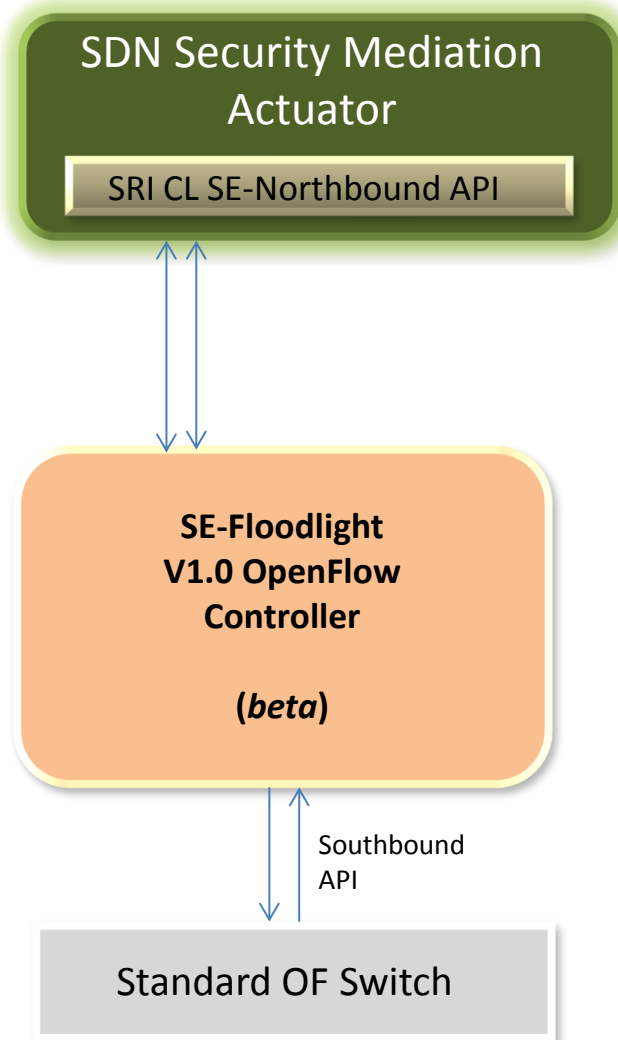 SDN Security Mediation
Actuator
SRI CL SE-Northbound API
SE-Floodlight
V1.0 OpenFlow
Controller
(beta)
Southbound
API
Standard OF Switch